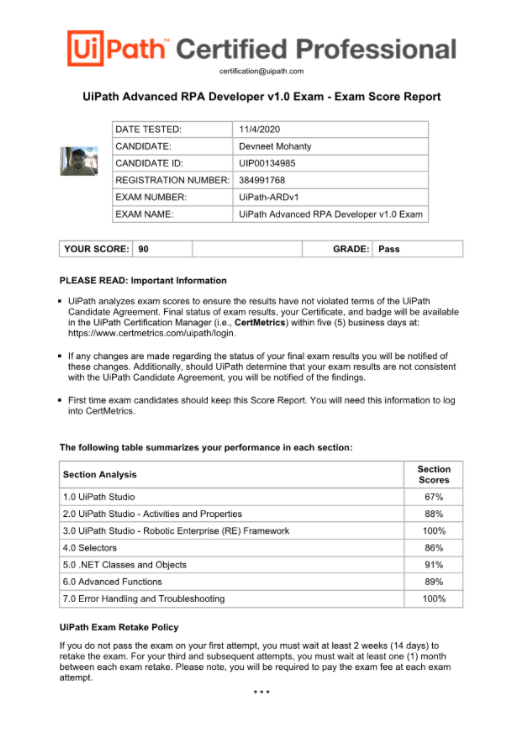 UiPath™ Certified Professional
certification@uipath.com
UiPath Advanced RPA Developer v1.0 Exam - Exam Score Report
DATE TESTED: 11/4/2020
CANDIDATE: Devneet Mohanty
CANDIDATE ID: UIP00134985
REGISTRATION NUMBER: 384991768
EXAM NUMBER: UiPath-ARDv1
EXAM NAME: UiPath Advanced RPA Developer v1.0 Exam
YOUR SCORE: 90 GRADE: Pass
PLEASE READ: Important Information
▪ UiPath analyzes exam scores to ensure the results have not violated terms of the UiPath
Candidate Agreement. Final status of exam results, your Certificate, and badge will be available
in the UiPath Certification Manager (i.e., CertMetrics) within five (5) business days at:
https://www.certmetrics.com/uipath/login.
▪ If any changes are made regarding the status of your final exam results you will be notified of
these changes. Additionally, should UiPath determine that your exam results are not consistent
with the UiPath Candidate Agreement, you will be notified of the findings.
▪ First time exam candidates should keep this Score Report. You will need this information to log
into CertMetrics.
The following table summarizes your performance in each section:
Section Analysis Section
Scores
1.0 UiPath Studio 67%
2.0 UiPath Studio - Activities and Properties 88%
3.0 UiPath Studio - Robotic Enterprise (RE) Framework 100%
4.0 Selectors 86%
5.0 .NET Classes and Objects 91%
6.0 Advanced Functions 89%
7.0 Error Handling and Troubleshooting 100%
UiPath Exam Retake Policy
If you do not pass the exam on your first attempt, you must wait at least 2 weeks (14 days) to
retake the exam. For your third and subsequent attempts, you must wait at least one (1) month
between each exam retake. Please note, you will be required to pay the exam fee at each exam
attempt.
* * *